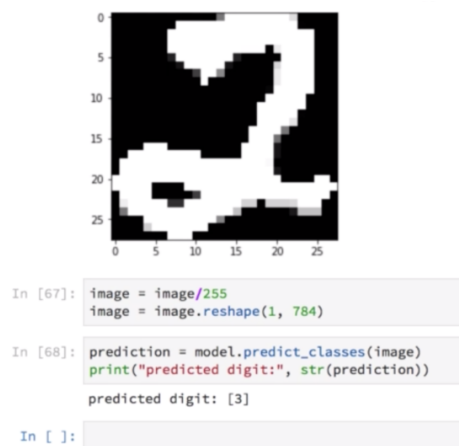 0
5
10
15
20
25
0 5 10 15 20 25
In [67]: image = image/255
image = image.reshape(1, 784)
In [68]: prediction = model.predict_classes(image)
print("predicted digit:", str(prediction))
predicted digit: [3]
In [ ]: